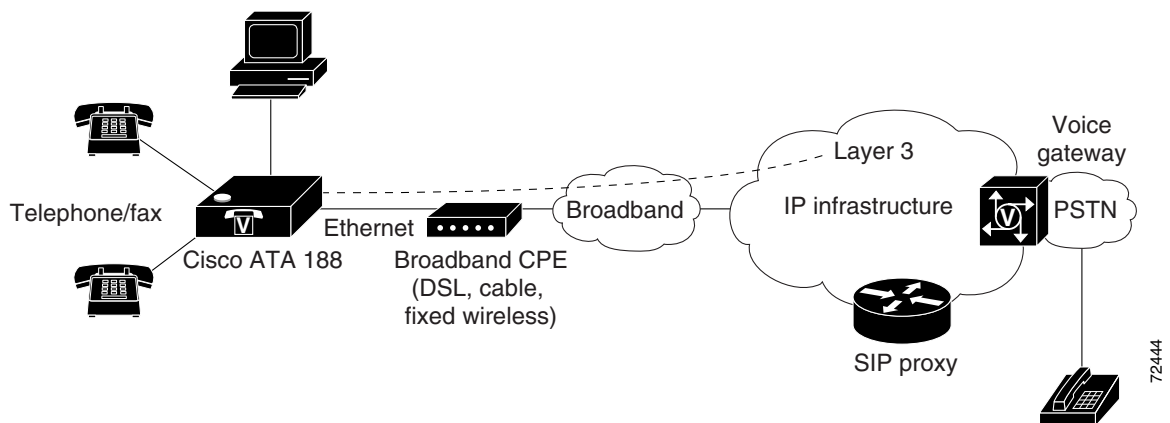 Telephone/fax
V
Cisco ATA 188
Ethernet
Broadband CPE
(DSL, cable,
fixed wireless)
Broadband
Layer 3
IP infrastructure
SIP proxy
Voice
gateway
V
PSTN
72444